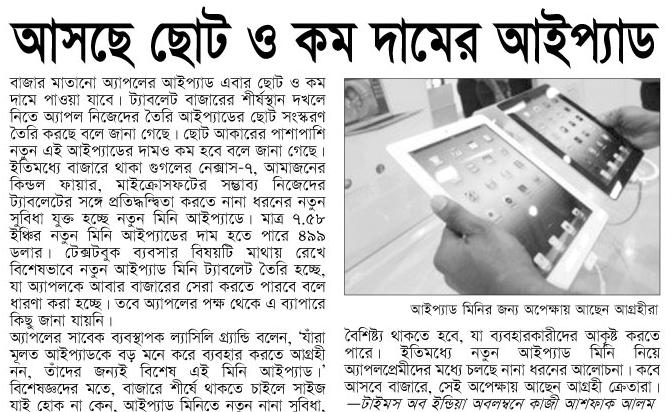 আসছে ছোট ও কম দামের আইপ্যাড
বাজার মাতানো অ্যাপলের আইপ্যাড এবার ছোট ও কম
দামে পাওয়া যাবে। ট্যাবলেট বাজারের শীর্ষস্থান দখলে
নিতে অ্যাপল নিজেদের তৈরি আইপ্যাডের ছোট সংস্করণ
তৈরি করছে বলে জানা গেছে। ছোট আকারের পাশাপাশি
নতুন এই আইপ্যাডের দামও কম হবে বলে জানা গেছে।
ইতিমধ্যে বাজারে থাকা গুগলের নেক্সাস-৭, আমাজনের
কিন্ডল ফায়ার, মাইক্রোসফটের সম্ভাব্য নিজেদের
ট্যাবলেটের সঙ্গে প্রতিদ্বন্ধিতা করতে নানা ধরনের নতুন
সুবিধা যুক্ত হচ্ছে নতুন মিনি আইপ্যাডে। মাত্র ৭.৫৮
ইঞ্চির নতুন মিনি আইপ্যাডের দাম হতে পারে ৪৯৯
ডলার। টেক্সটবুক ব্যবসার বিষয়টি মাথায় রেখে
বিশেষভাবে নতুন আইপ্যাড মিনি ট্যাবলেট তৈরি হচ্ছে,
যা অ্যাপলকে আবার বাজারের সেরা করতে পারবে বলে
ধারণা করা হচ্ছে। তবে অ্যাপলের পক্ষ থেকে এ ব্যাপারে
কিছু জানা যায়নি।
অ্যাপলের সাবেক ব্যবস্থাপক ল্যাসিলি গ্র্যান্ডি বলেন, 'যাঁরা
মূলত আইপ্যাডকে বড় মনে করে ব্যবহার করতে আগ্রহী
নন, তাঁদের জন্যই বিশেষ এই মিনি আইপ্যাড।'
বিশেষজ্ঞদের মতে, বাজারে শীর্ষে থাকতে চাইলে সাইজ
যাই হোক না কেন, আইপ্যাড মিনিতে নতুন নানা সুবিধা,
আইপ্যাড মিনির জন্য অপেক্ষায় আছেন আগ্রহীরা
বৈশিষ্ট্য থাকতে হবে, যা ব্যবহারকারীদের আকৃষ্ট করতে
পারে। ইতিমধ্যে নতুন আইপ্যাড মিনি নিয়ে
অ্যাপলপ্রেমীদের মধ্যে চলছে নানা ধরনের আলোচনা। কবে
আসবে বাজারে, সেই অপেক্ষায় আছেন আগ্রহী ক্রেতারা।
—টাইমস অব ইন্ডিয়া অবলম্বনে কাজী আশফাক আলম